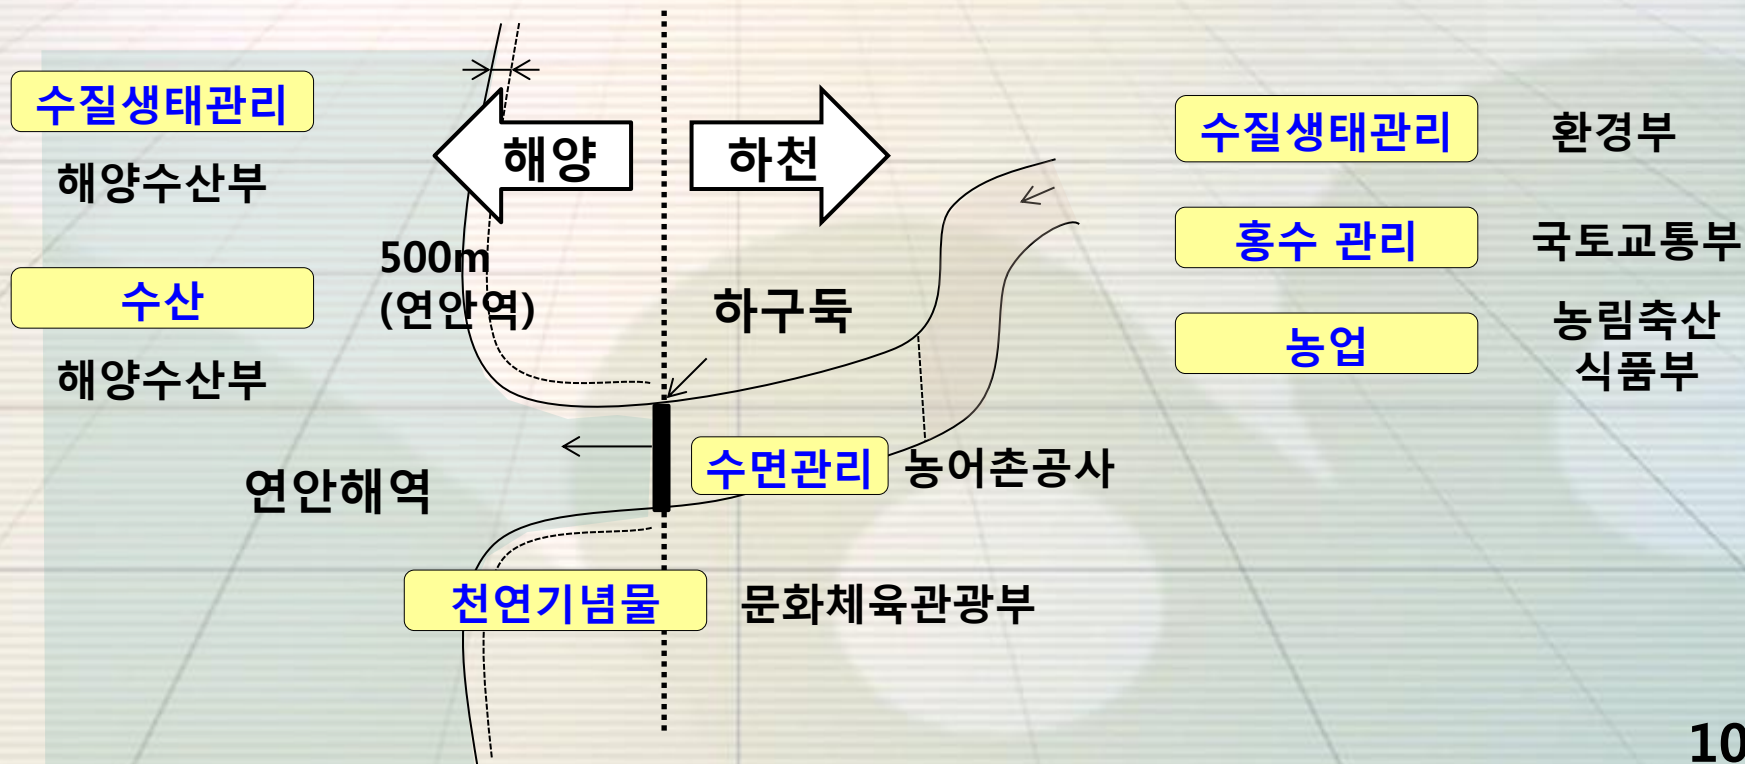 수질생태관리
해양수산부
수산
해양수산부
해양
하천
500m
(연안역)
하구둑
연안해역
수면관리
농어촌공사
천연기념물
문화체육관광부
수질생태관리
환경부
홍수 관리
국토교통부
농업
농림축산
식품부
10